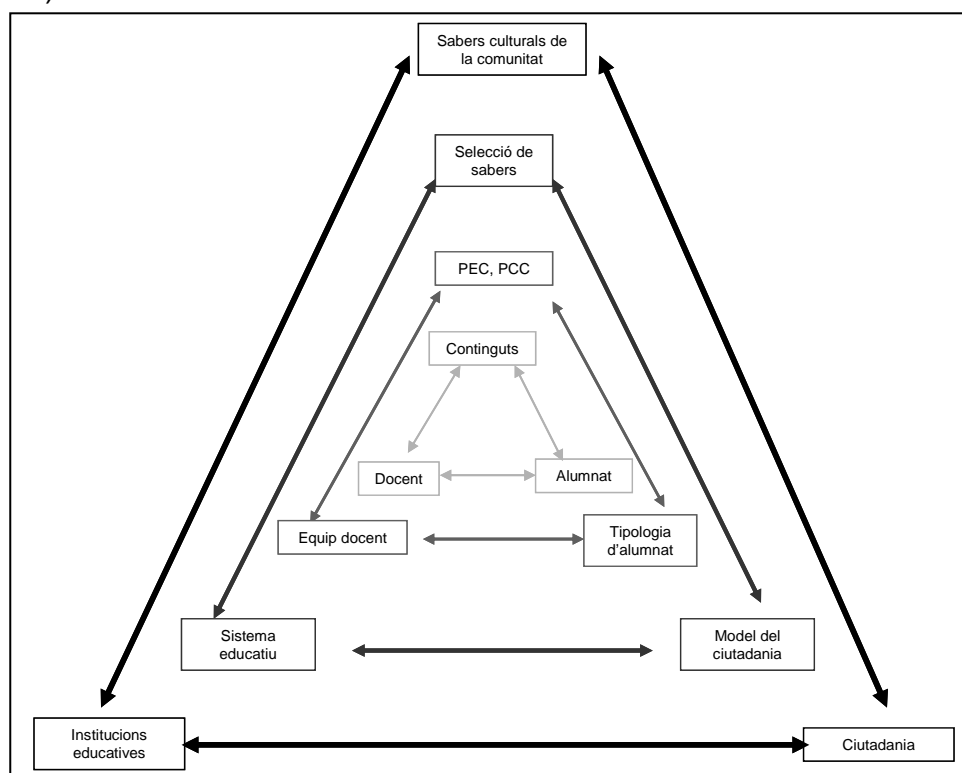 Sabers culturals de
la comunitat
Selecció de
sabers
PEC, PCC
Continguts
Docent
Alumnat
Equip docent
Tipologia
d'alumnat
Sistema
educatiu
Model del
ciutadania
Institucions
educatives
Ciutadania